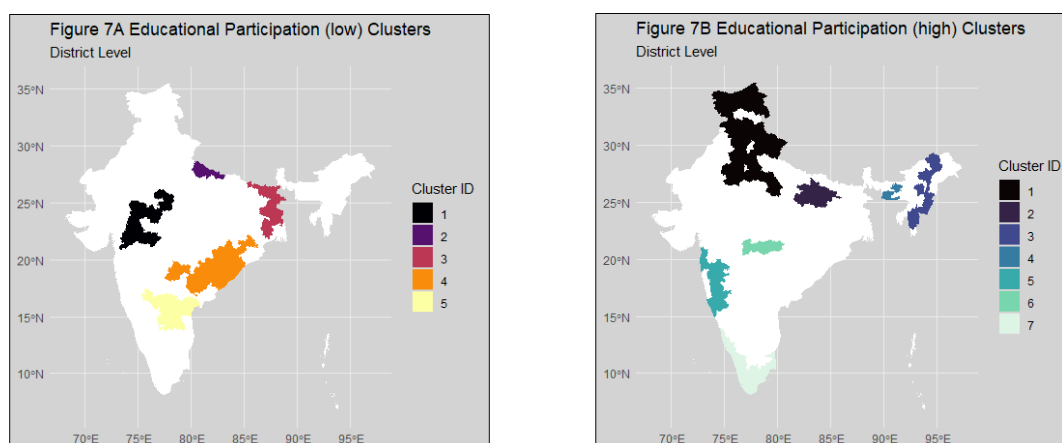 Figure 7A Educational Participation (low) Clusters
District Level
35°N
30°N
25°N
20°N
15°N
10°N
70°E 75°E 80°E 85°E 90°E 95°E
Cluster ID
1
2
3
4
5
Figure 7B Educational Participation (high) Clusters
District Level
35°N
30°N
25°N
20°N
15°N
10°N
70°E 75°E 80°E 85°E 90°E 95°E
Cluster ID
1
2
3
4
5
6
7